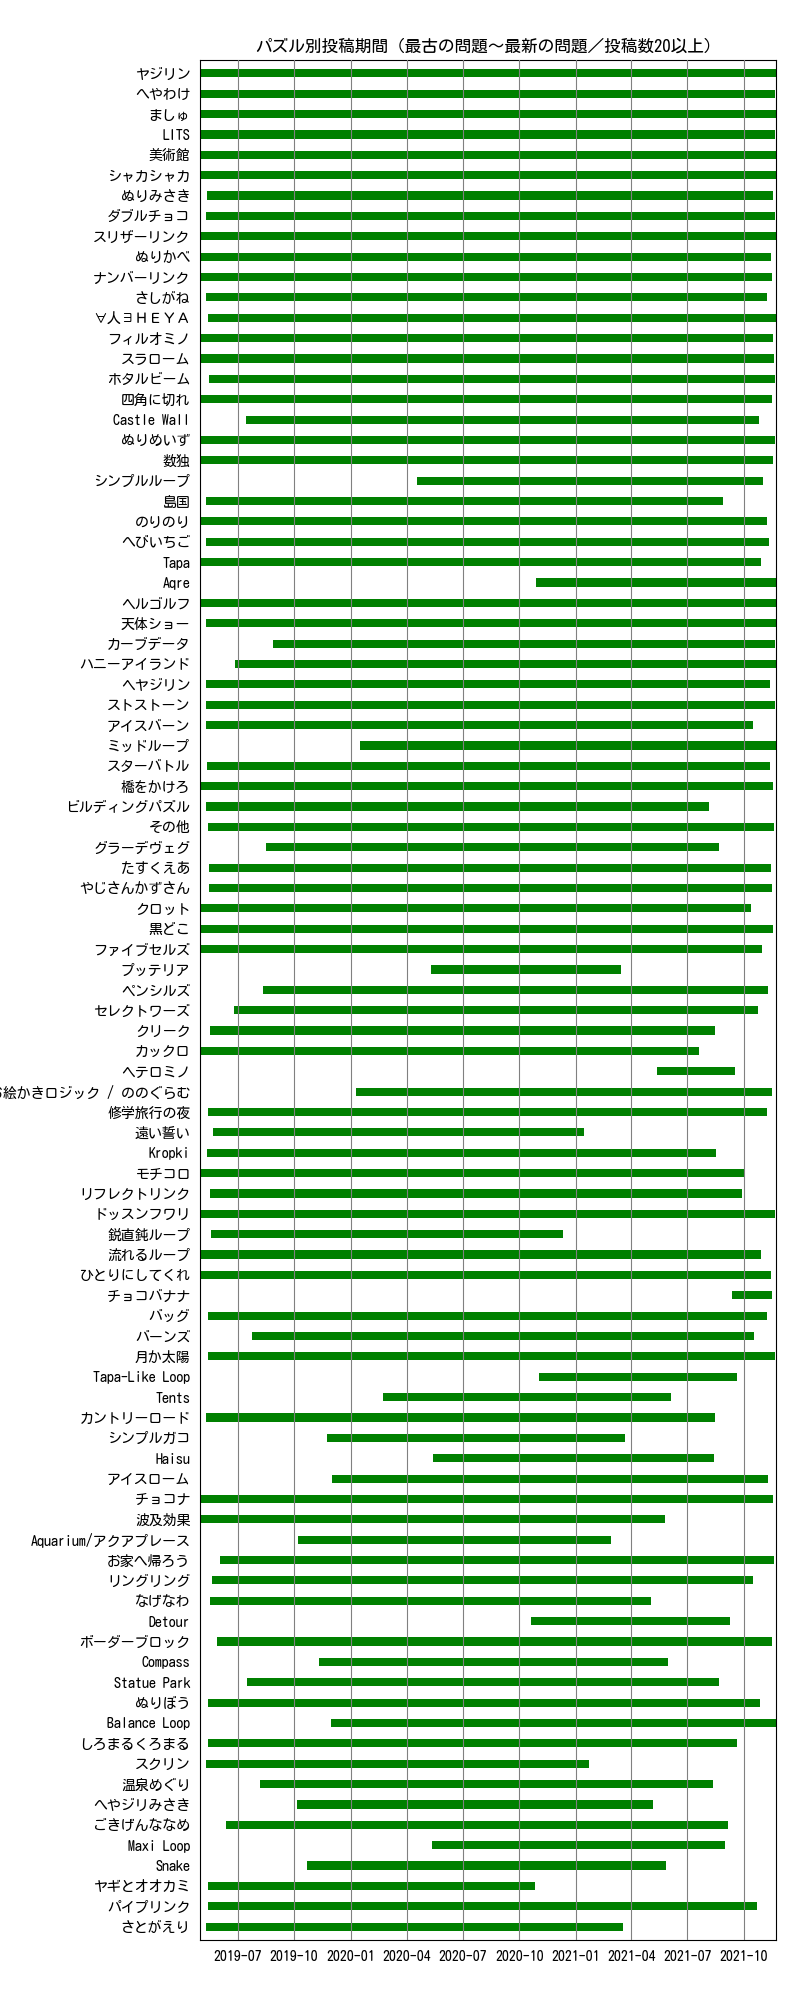 パズル別投稿期間（最古の問題〜最新の問題／投稿数20以上）
ヤジリン
へやわけ
ましゅ
LITS
美術館
シャカシャカ
ぬりみさき
ダブルチョコ
スリザーリンク
ぬりかべ
ナンバーリンク
さしがね
∀人∃ＨＥＹＡ
フィルオミノ
スラローム
ホタルビーム
四角に切れ
Castle Wall
ぬりめいず
数独
シンプルループ
島国
のりのり
へびいちご
Tapa
Aqre
ヘルゴルフ
天体ショー
カーブデータ
ハニーアイランド
ヘヤジリン
ストストーン
アイスバーン
ミッドループ
スターバトル
橋をかけろ
ビルディングパズル
その他
グラーデヴェグ
たすくえあ
やじさんかずさん
クロット
黒どこ
ファイブセルズ
プッテリア
ペンシルズ
セレクトワーズ
クリーク
カックロ
ヘテロミノ
お絵かきロジック / ののぐらむ
修学旅行の夜
遠い誓い
Kropki
モチコロ
リフレクトリンク
ドッスンフワリ
鋭直鈍ループ
流れるループ
ひとりにしてくれ
チョコバナナ
バッグ
バーンズ
月か太陽
Tapa-Like Loop
Tents
カントリーロード
シンプルガコ
Haisu
アイスローム
チョコナ
波及効果
Aquarium/アクアプレース
お家へ帰ろう
リングリング
なげなわ
Detour
ボーダーブロック
Compass
Statue Park
ぬりぼう
Balance Loop
しろまるくろまる
スクリン
温泉めぐり
へやジリみさき
ごきげんななめ
Maxi Loop
Snake
ヤギとオオカミ
パイプリンク
さとがえり
2019-07 2019-10 2020-01 2020-04 2020-07 2020-10 2021-01 2021-04 2021-07 2021-10